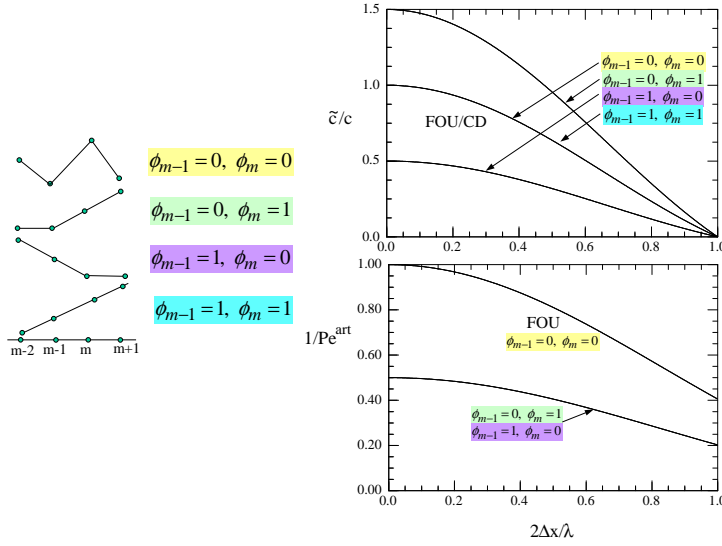 ϕm−1 = 0, ϕm = 0
ϕm−1 = 0, ϕm = 1
ϕm−1 = 1, ϕm = 0
ϕm−1 = 1, ϕm = 1
m-2 m-1 m m+1
1.5
1.0
0.5
0.0
c̃/c
FOU/CD
ϕm−1 = 0, ϕm = 0
ϕm−1 = 0, ϕm = 1
ϕm−1 = 1, ϕm = 0
ϕm−1 = 1, ϕm = 1
0.0 0.2 0.4 0.6 0.8 1.0
1.00
0.80
0.60
0.40
0.20
0.00
1/Pe^art
FOU
ϕm−1 = 0, ϕm = 0
ϕm−1 = 0, ϕm = 1
ϕm−1 = 1, ϕm = 0
0.0 0.2 0.4 0.6 0.8 1.0
2Δx/λ